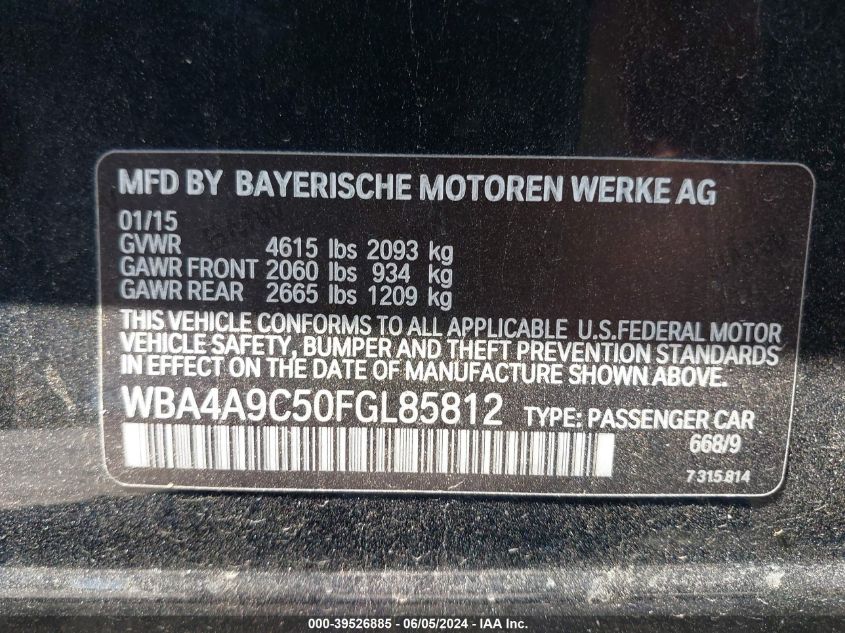 MFD BY BAYERISCHE MOTOREN WERKE AG
01/15
GVWR 4615 lbs 2093 kg
GAWR FRONT 2060 lbs 934 kg
GAWR REAR 2665 lbs 1209 kg
THIS VEHICLE CONFORMS TO ALL APPLICABLE U.S.FEDERAL MOTOR
VEHICLE SAFETY, BUMPER AND THEFT PREVENTION STANDARDS
IN EFFECT ON THE DATE OF MANUFACTURE SHOWN ABOVE.
WBA4A9C50FGL85812 TYPE: PASSENGER CAR
668/9
7 315 814
000-39526885 - 06/05/2024 - IAA Inc.